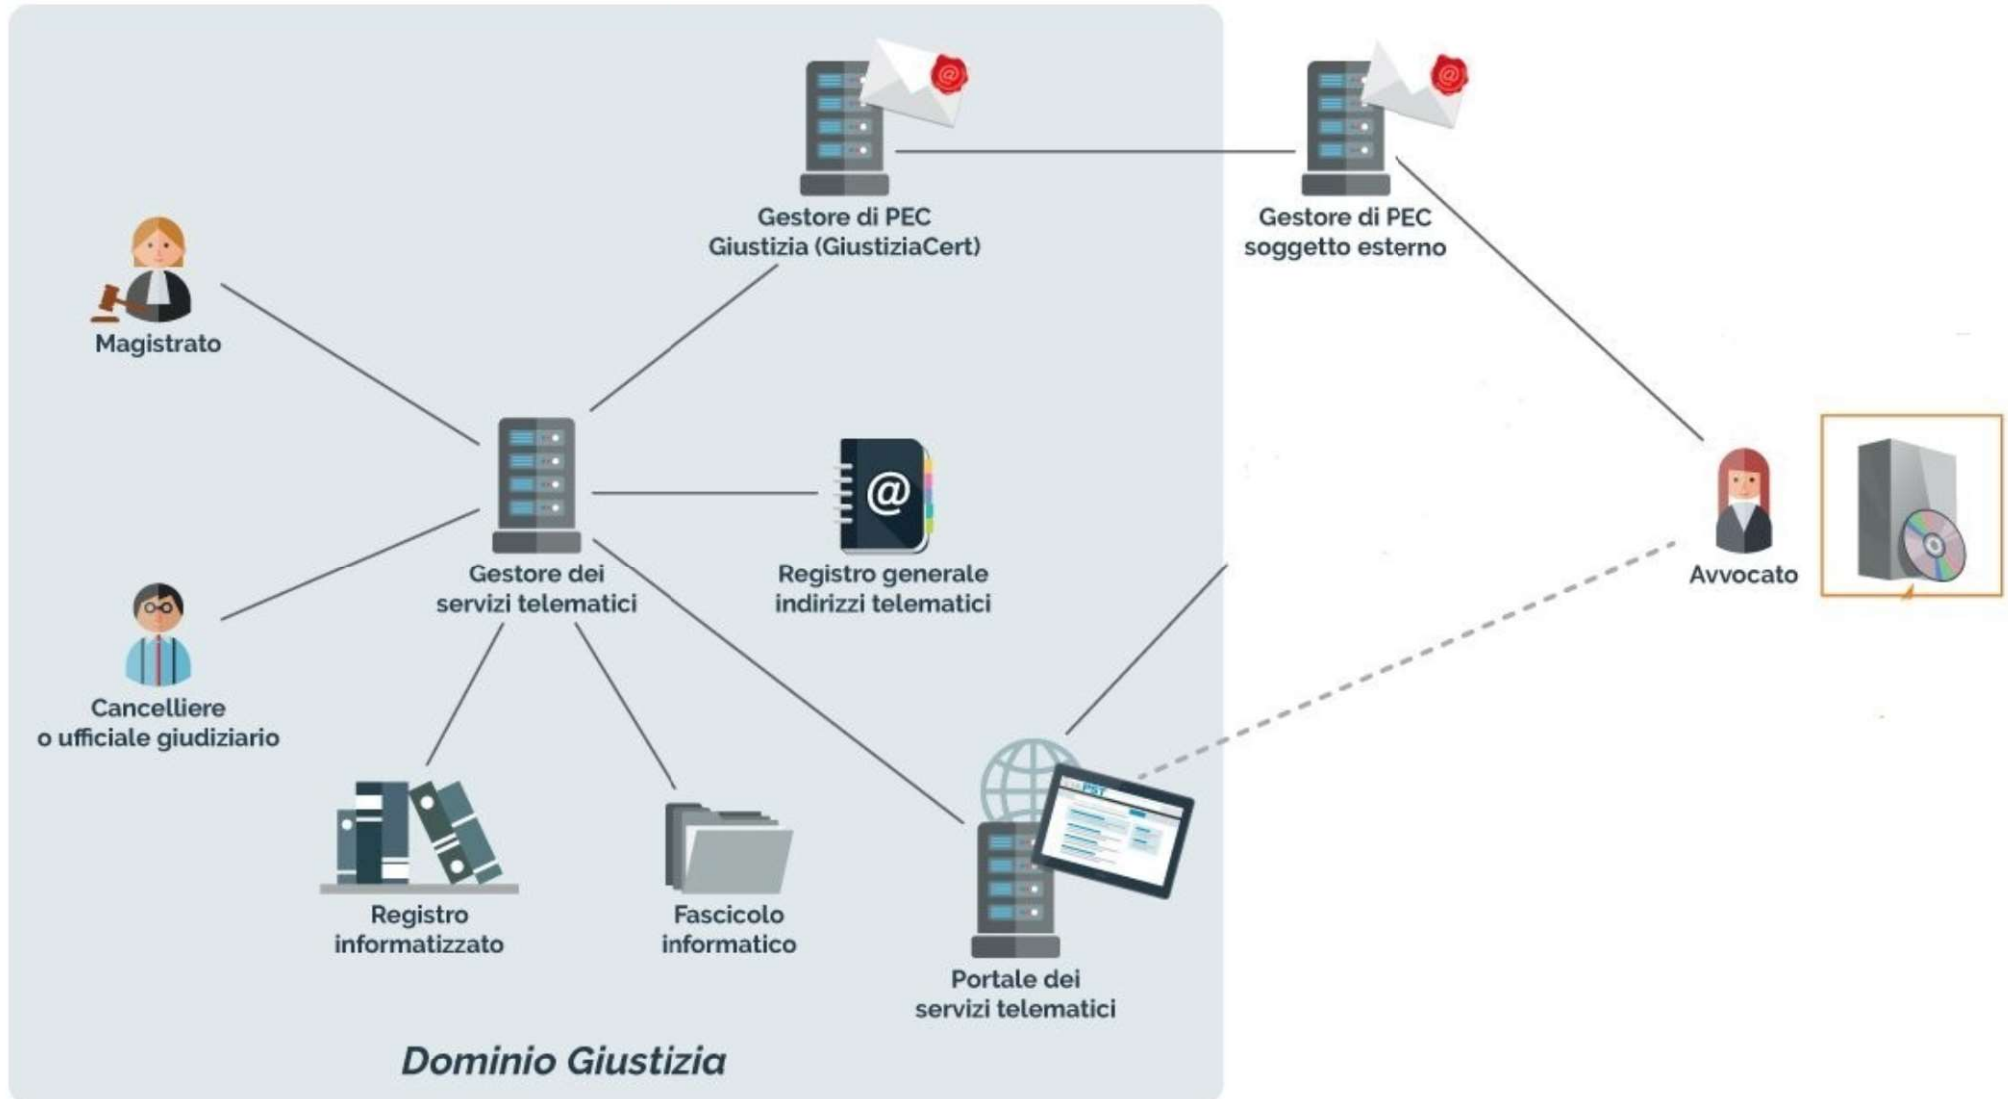 @
@
Gestore di PEC
Giustizia (GiustiziaCert)
Gestore di PEC
soggetto esterno
Magistrato
@
Gestore dei
servizi telematici
Registro generale
indirizzi telematici
Avvocato
Cancelliere
o ufficiale giudiziario
PST
Registro
informatizzato
Fascicolo
informatico
Portale dei
servizi telematici
Dominio Giustizia